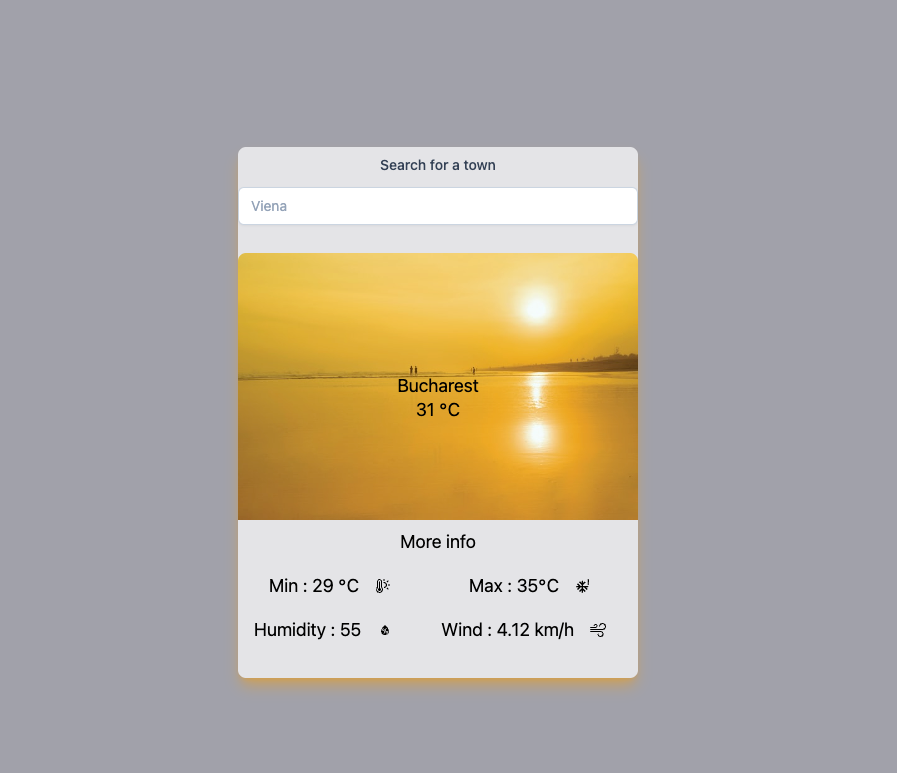 Search for a town
Viena
Bucharest
31 °C
More info
Min : 29 °C
Max : 35°C
Humidity : 55
Wind : 4.12 km/h